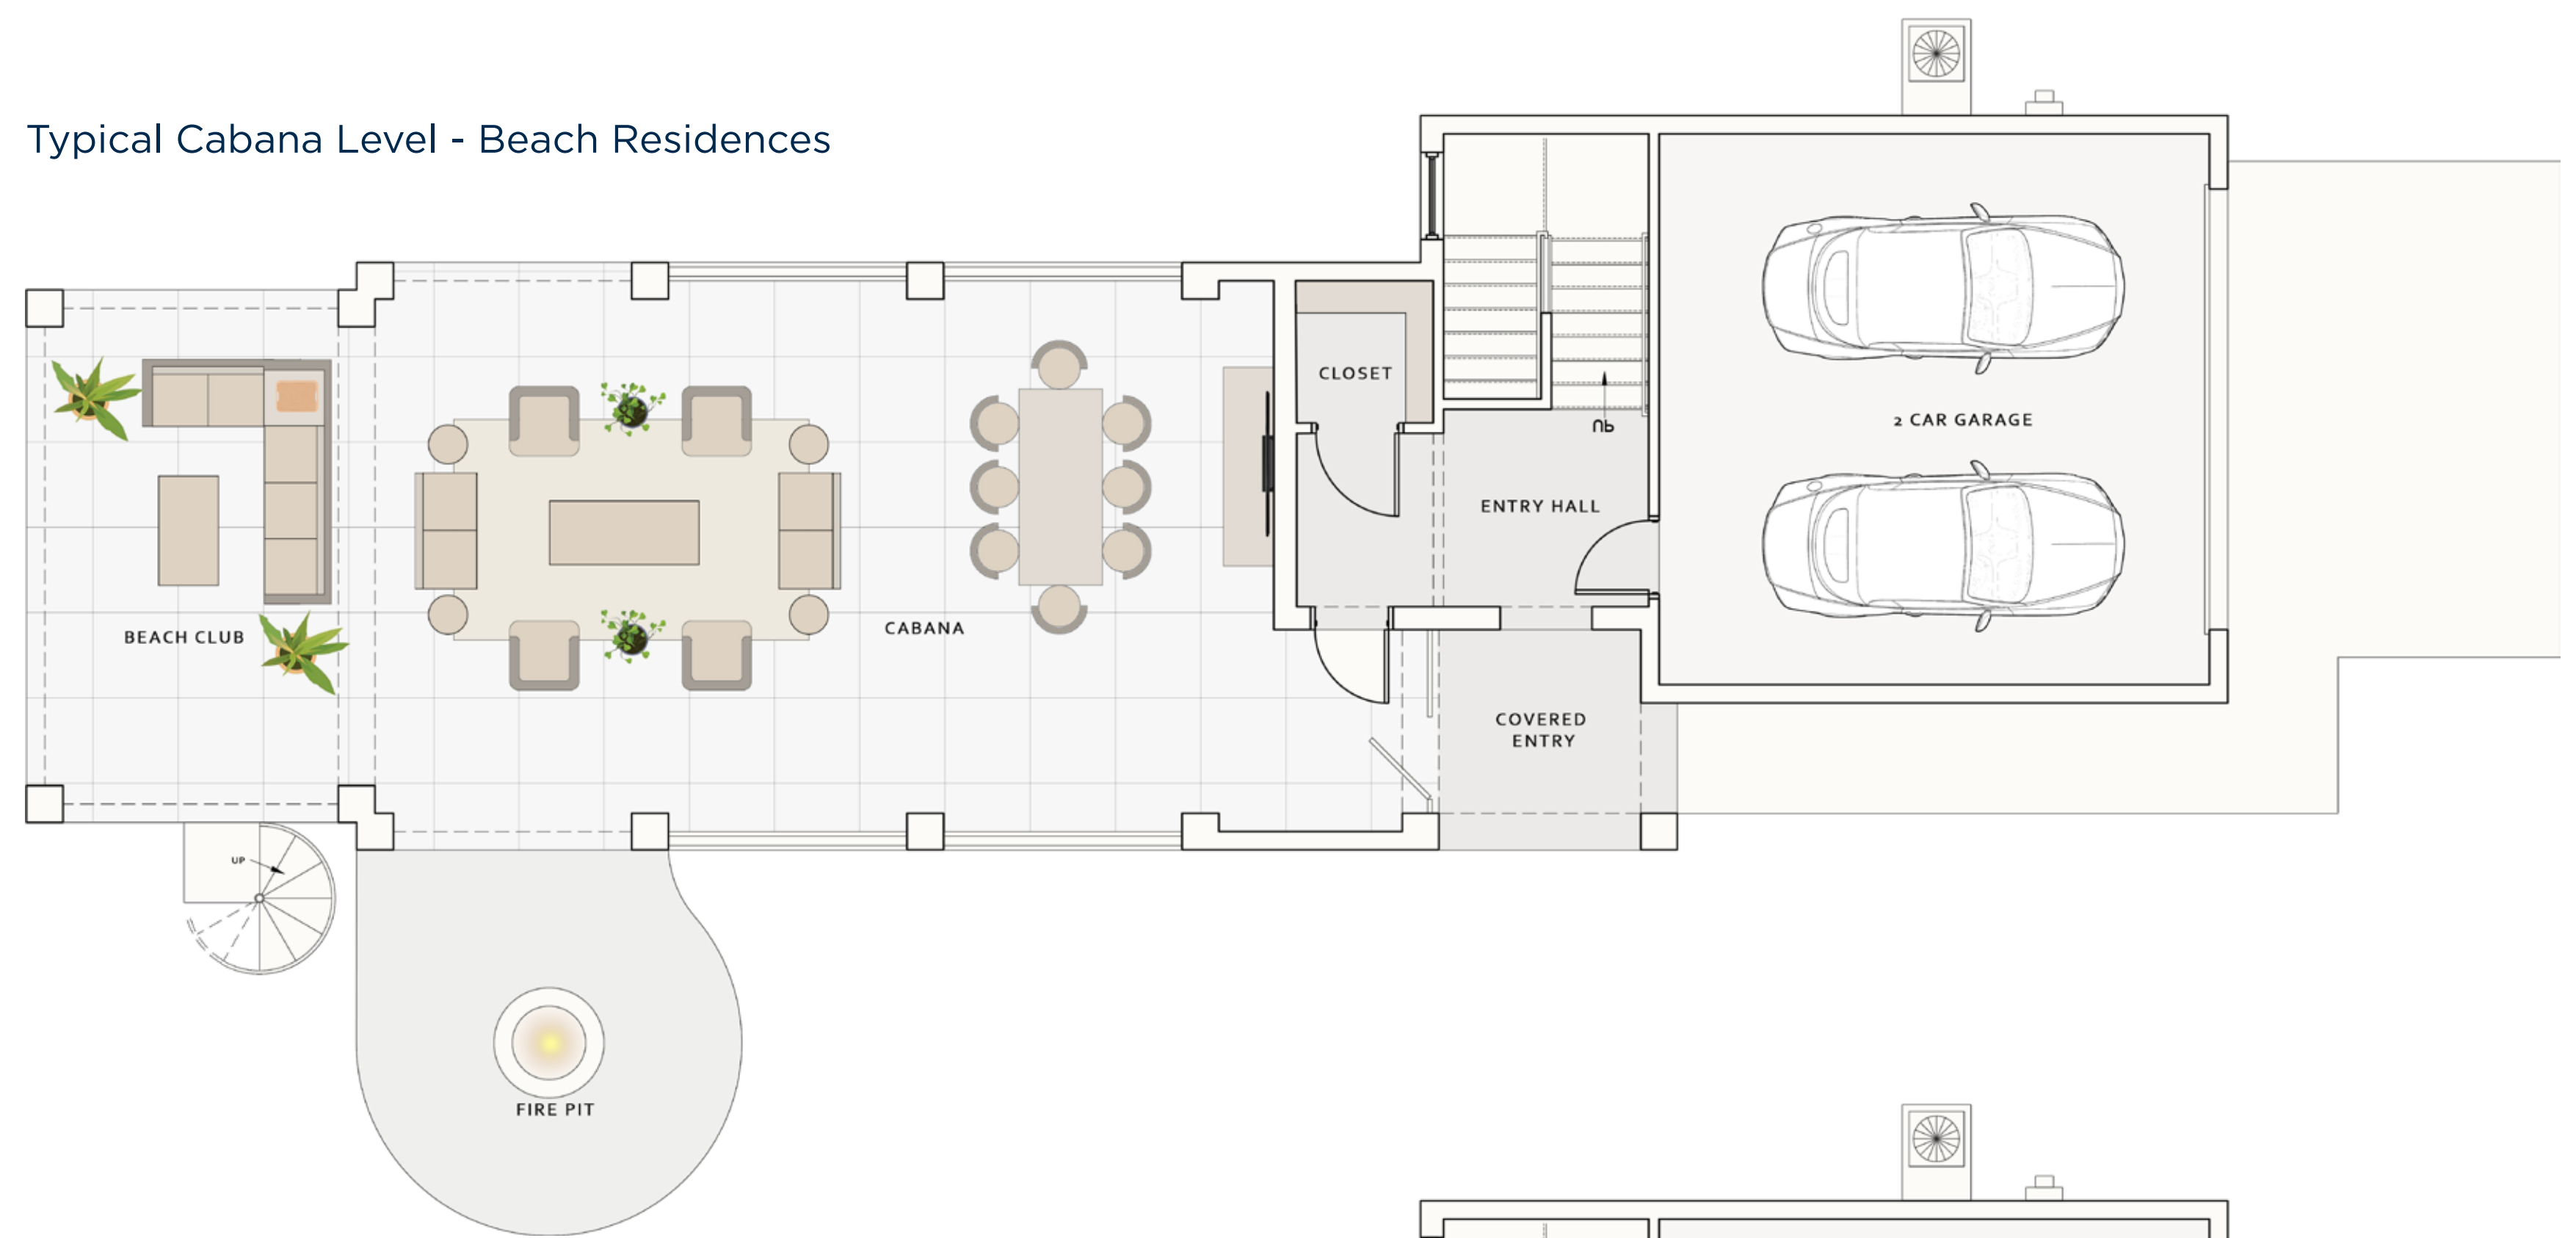 Typical Cabana Level - Beach Residences
CLOSET
UP
2 CAR GARAGE
ENTRY HALL
BEACH CLUB
CABANA
COVERED
ENTRY
UP
FIRE PIT